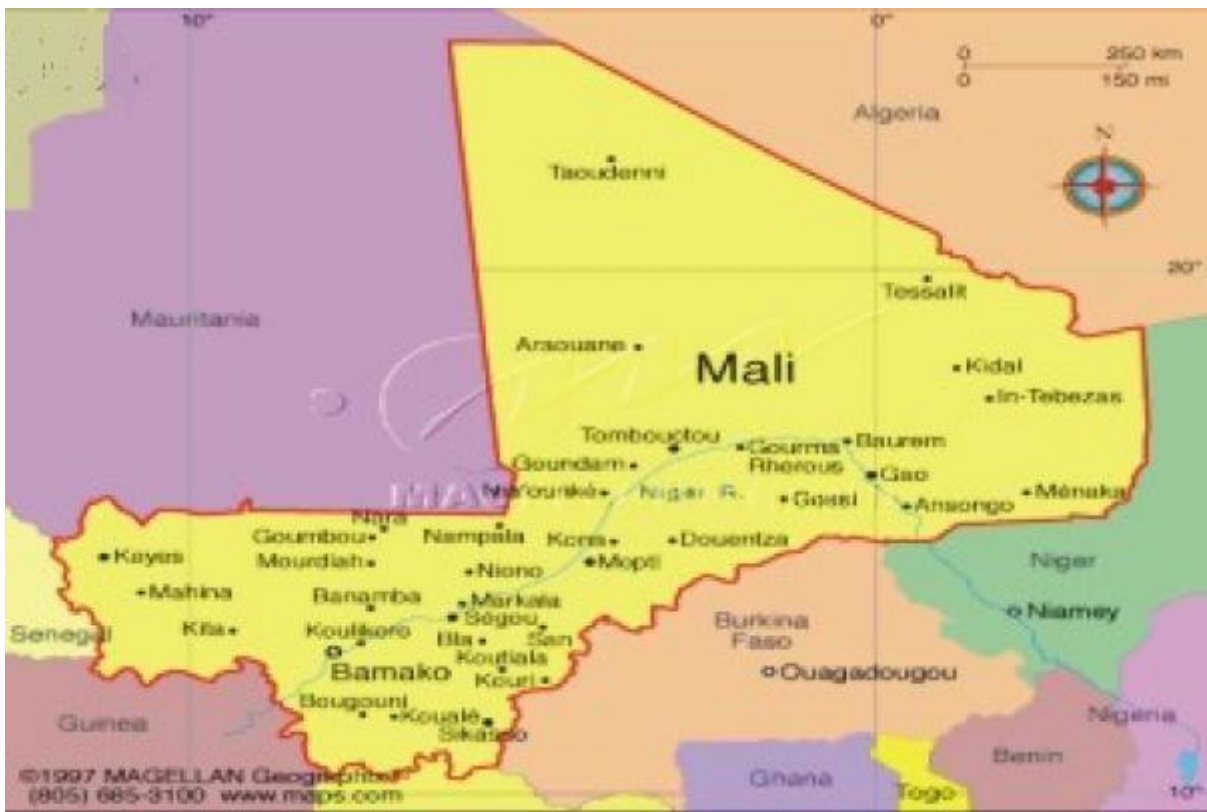 10°
0°
0 250 km
0 150 mi
Algeria
Taoudenni
20°
Tessalit
Mauritania
Araouane
Mali
Kidal
In-Tebezas
Tombouctou
Gourma
Rherous
Baurem
Goundam
Gao
Niger R.
Gossi
Ansongo
Ménaka
Nara
Goumbou
Nampala
Kona
Douentza
Kayes
Mourdiah
Niono
Mopti
Niger
Mahina
Banamba
Markala
Ségou
Niamey
Senegal
Kita
Koulikoro
Bla
San
Burkina
Faso
Bamako
Koutiala
Kouri
Ouagadougou
Bougouni
Koualé
Sikasso
Guinea
Nigeria
Benin
Ghana
Togo
10°
©1997 MAGELLAN Geographix
(805) 685-3100 www.maps.com